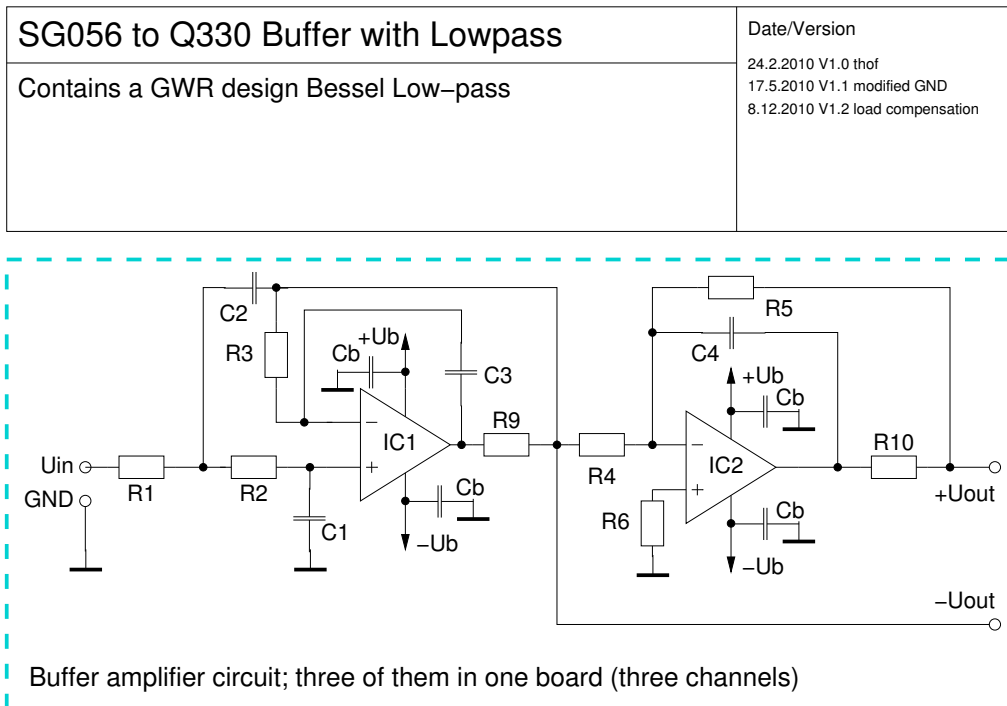 SG056 to Q330 Buffer with Lowpass
Contains a GWR design Bessel Low−pass
Date/Version
24.2.2010 V1.0 thof
17.5.2010 V1.1 modified GND
8.12.2010 V1.2 load compensation
C2
R5
R3
Cb
+Ub
C3
C4
+Ub
Cb
IC1
−
+
R9
R4
IC2
−
+
R10
Uin
R1
R2
GND
C1
Cb
−Ub
R6
Cb
−Ub
+Uout
−Uout
Buffer amplifier circuit; three of them in one board (three channels)